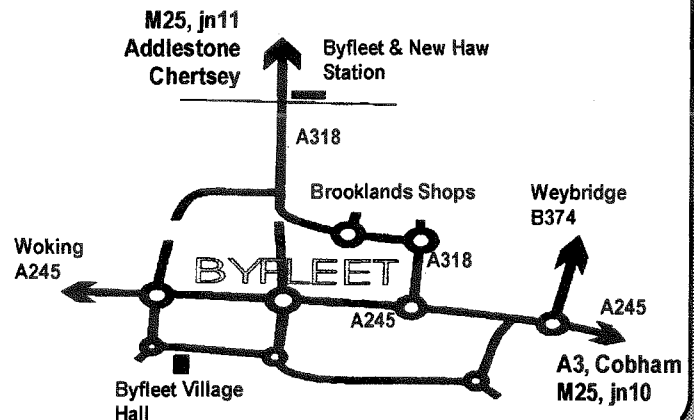 M25, jn11
Addlestone
Chertsey
Byfleet & New Haw
Station
A318
Brooklands Shops
Weybridge
B374
Woking
A245
BYFLEET
A318
A245
A245
A3, Cobham
M25, jn10
Byfleet Village
Hall